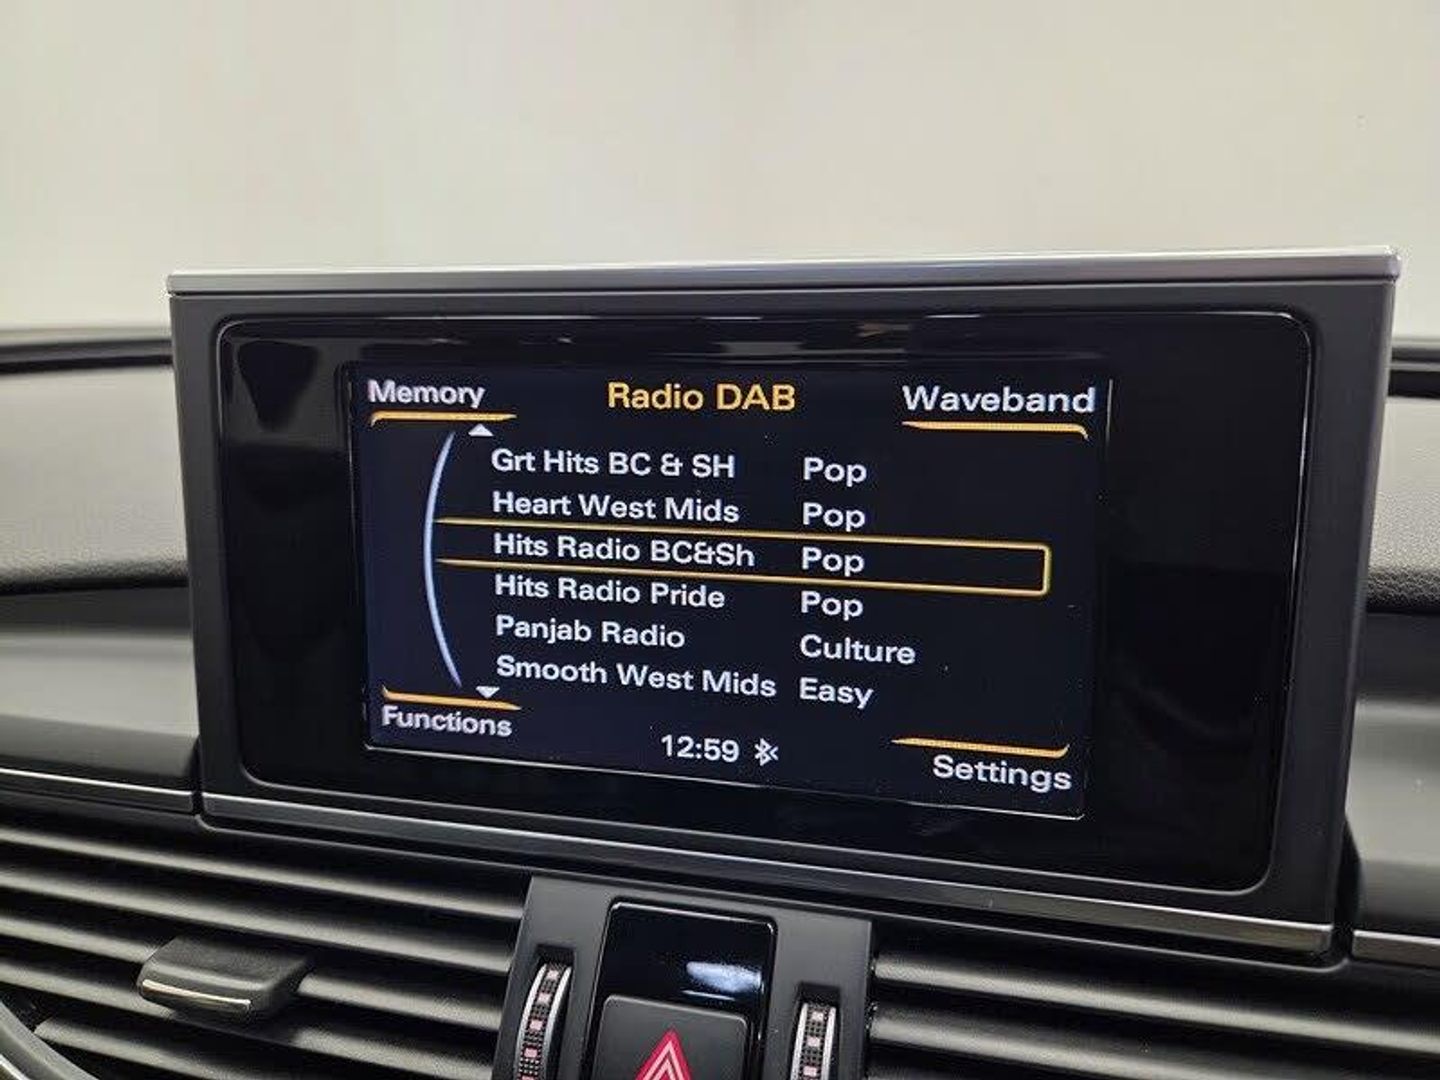 Memory Radio DAB Waveband
Grt Hits BC & SH Pop
Heart West Mids Pop
Hits Radio BC&Sh Pop
Hits Radio Pride Pop
Panjab Radio Culture
Smooth West Mids Easy
Functions 12:59 Settings